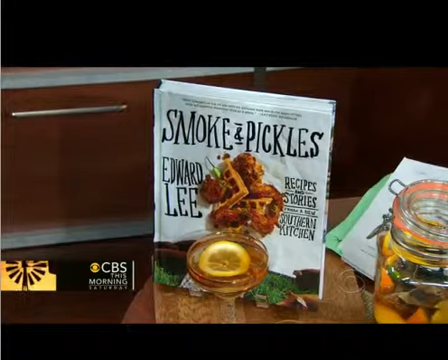 SMOKE & PICKLES
EDWARD
LEE
RECIPES
AND
STORIES
FROM A NEW
SOUTHERN
KITCHEN
CBS
THIS
MORNING
SATURDAY